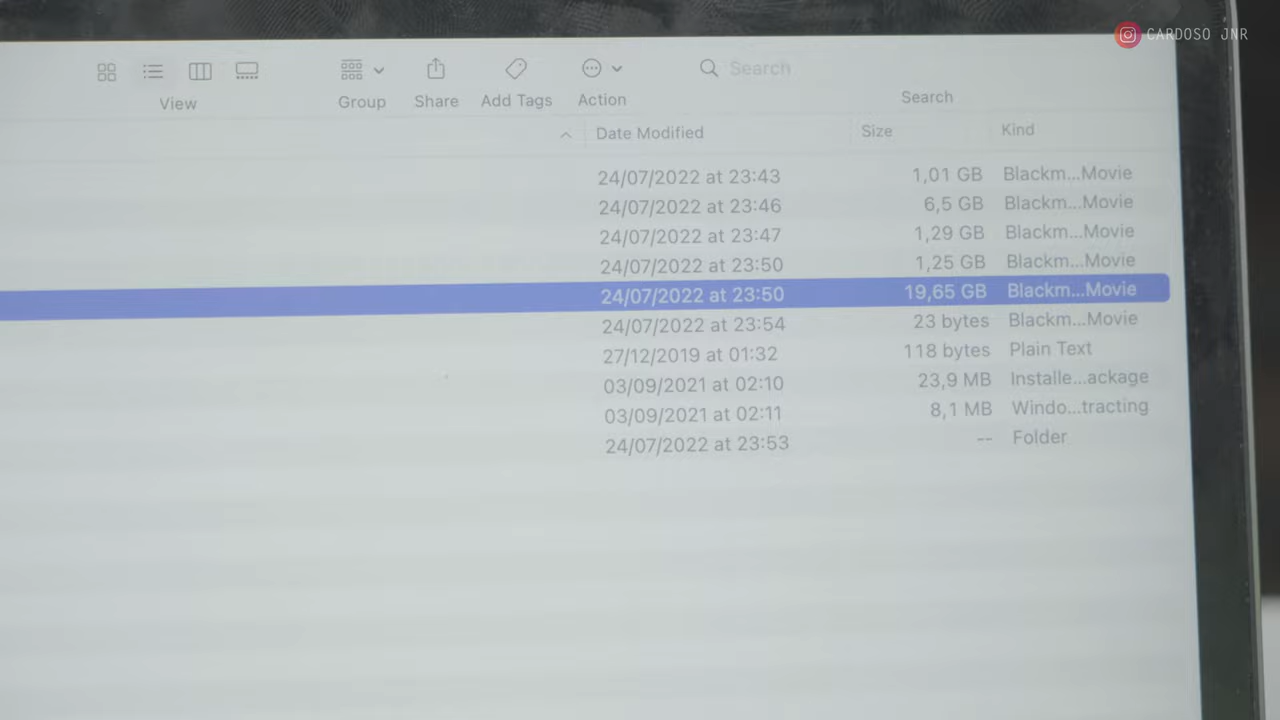 CARDOSO JNR
Search
View Group Share Add Tags Action Search
Date Modified Size Kind
24/07/2022 at 23:43 1,01 GB Blackm...Movie
24/07/2022 at 23:46 6,5 GB Blackm...Movie
24/07/2022 at 23:47 1,29 GB Blackm...Movie
24/07/2022 at 23:50 1,25 GB Blackm...Movie
24/07/2022 at 23:50 19,65 GB Blackm...Movie
24/07/2022 at 23:54 23 bytes Blackm...Movie
27/12/2019 at 01:32 118 bytes Plain Text
03/09/2021 at 02:10 23,9 MB Installe...ackage
03/09/2021 at 02:11 8,1 MB Windo...tracting
24/07/2022 at 23:53 -- Folder